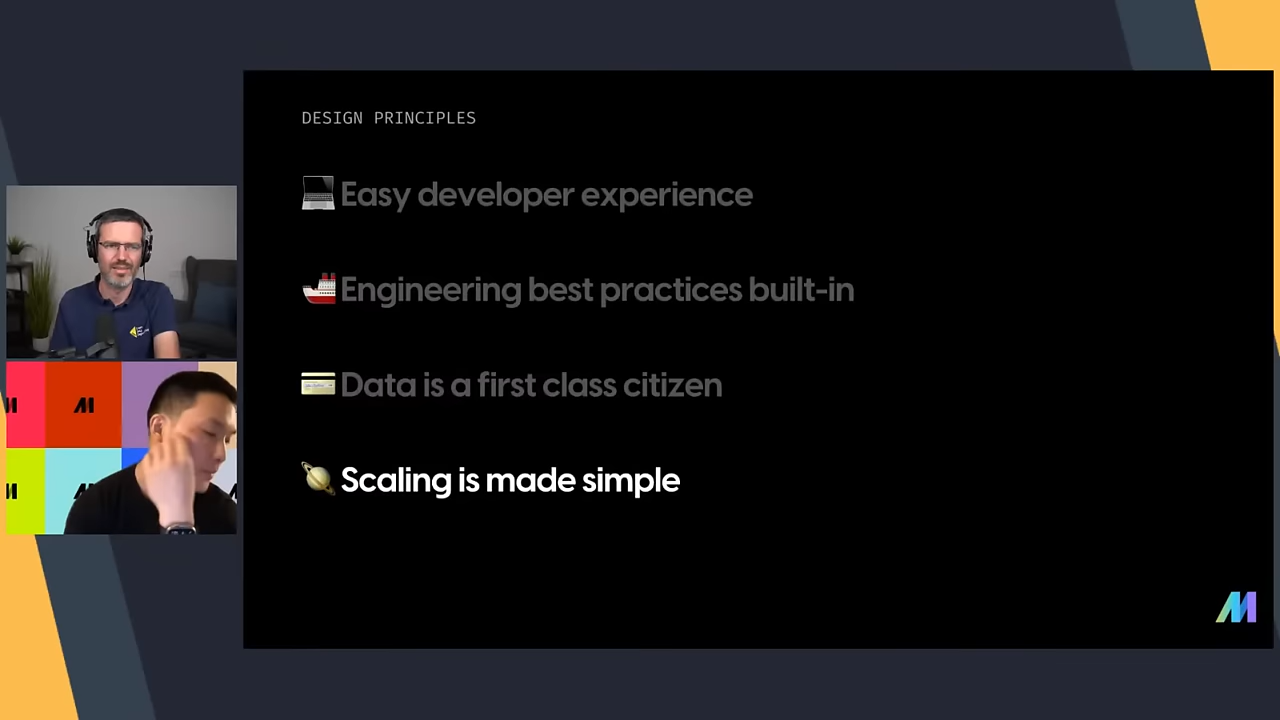 DESIGN PRINCIPLES
Easy developer experience
Engineering best practices built-in
Data is a first class citizen
Scaling is made simple